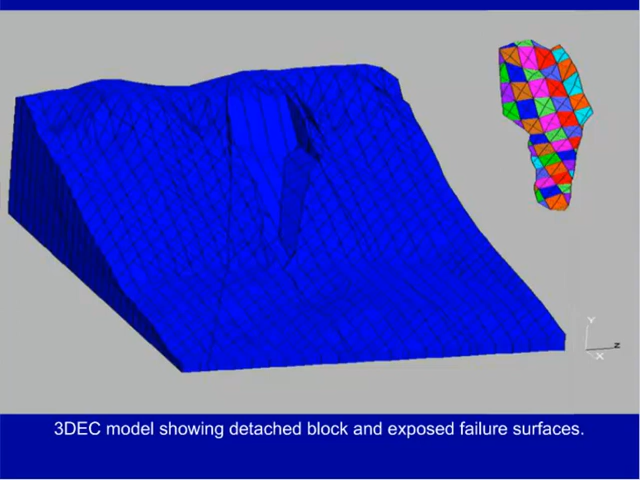 Y
Z
X
3DEC model showing detached block and exposed failure surfaces.